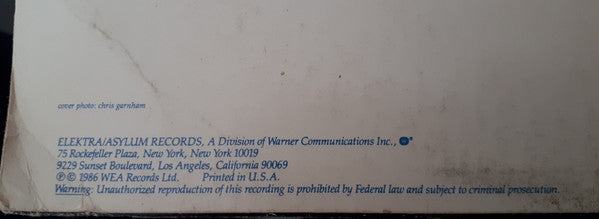 cover photo: chris garnham
ELEKTRA/ASYLUM RECORDS, A Division of Warner Communications Inc.,
75 Rockefeller Plaza, New York, New York 10019
9229 Sunset Boulevard, Los Angeles, California 90069
℗ © 1986 WEA Records Ltd. Printed in U.S.A.
Warning: Unauthorized reproduction of this recording is prohibited by Federal law and subject to criminal prosecution.